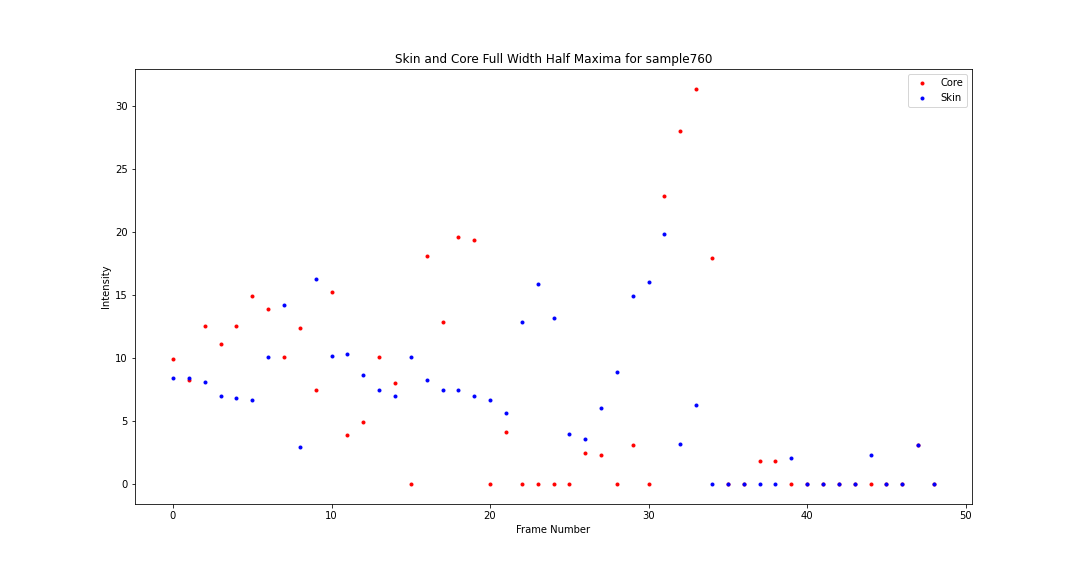 Skin and Core Full Width Half Maxima for sample760
Core
Skin
Intensity
30
25
20
15
10
5
0
0 10 20 30 40 50
Frame Number